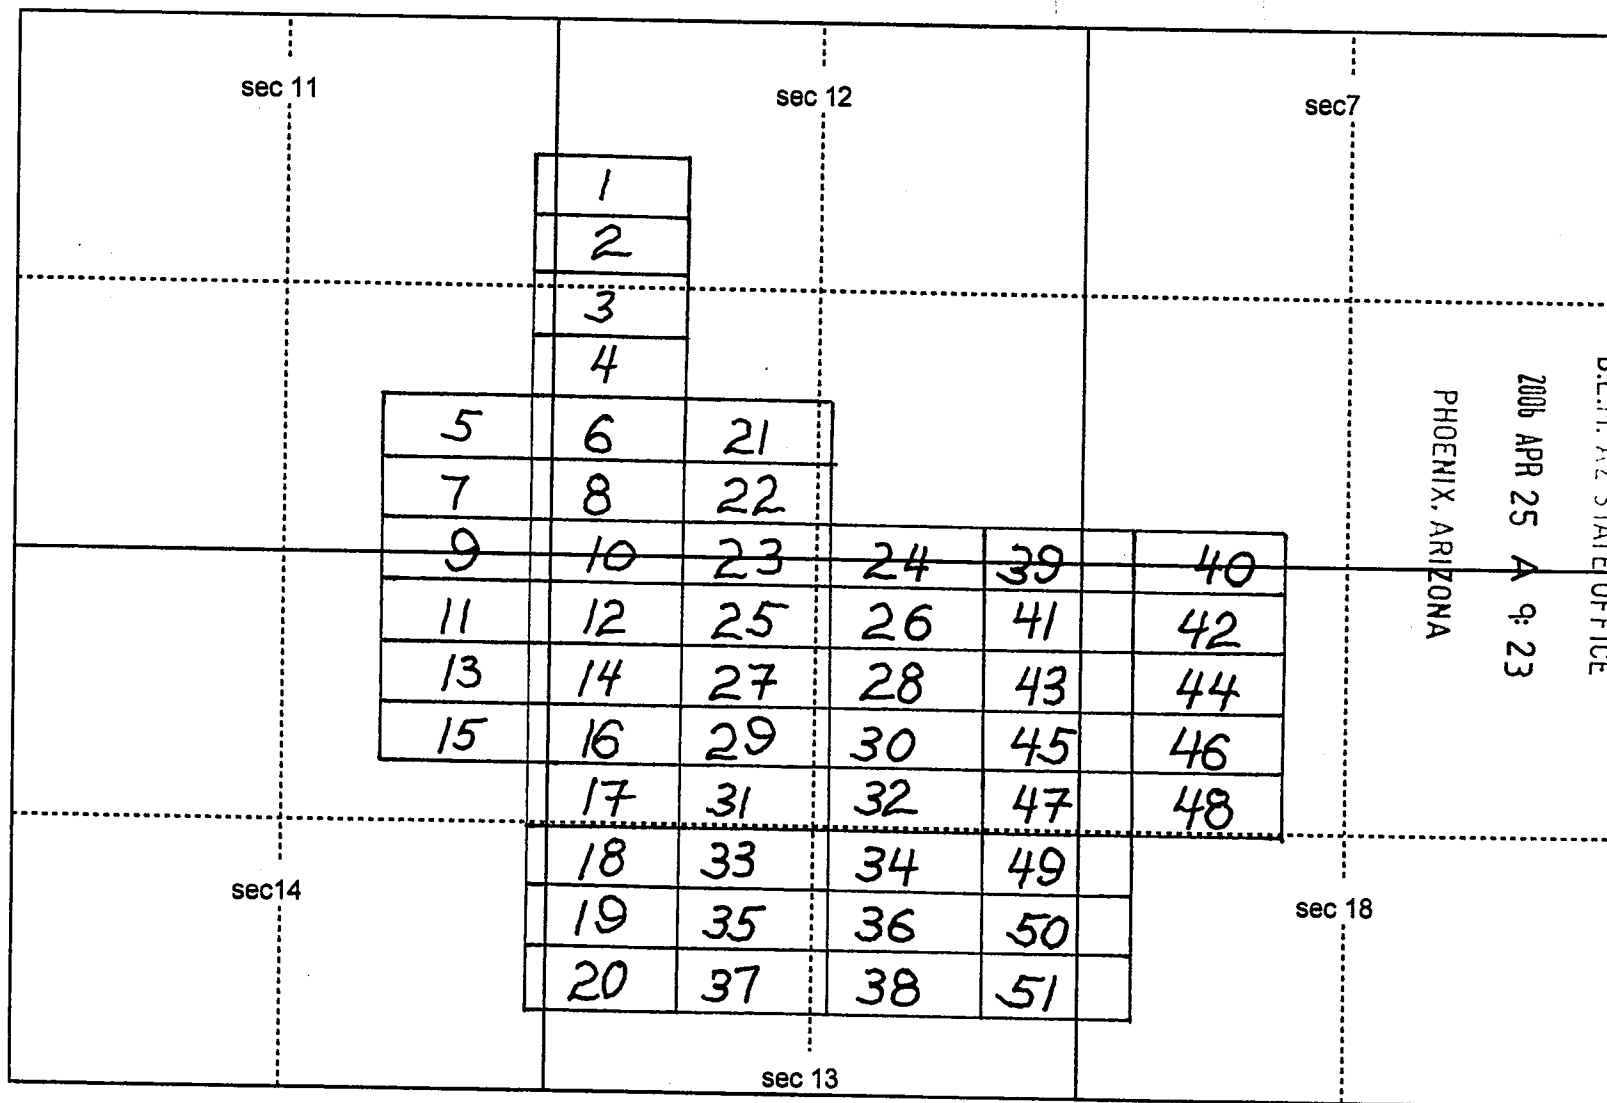 sec 11
sec 12
sec7
1
2
3
4
5 6 21
7 8 22
9 10 23 24 39 40
11 12 25 26 41 42
13 14 27 28 43 44
15 16 29 30 45 46
17 31 32 47 48
18 33 34 49
19 35 36 50
20 37 38 51
sec14
sec 18
sec 13
STATE OFFICE
2006 APR 25 A 9:23
PHOENIX, ARIZONA